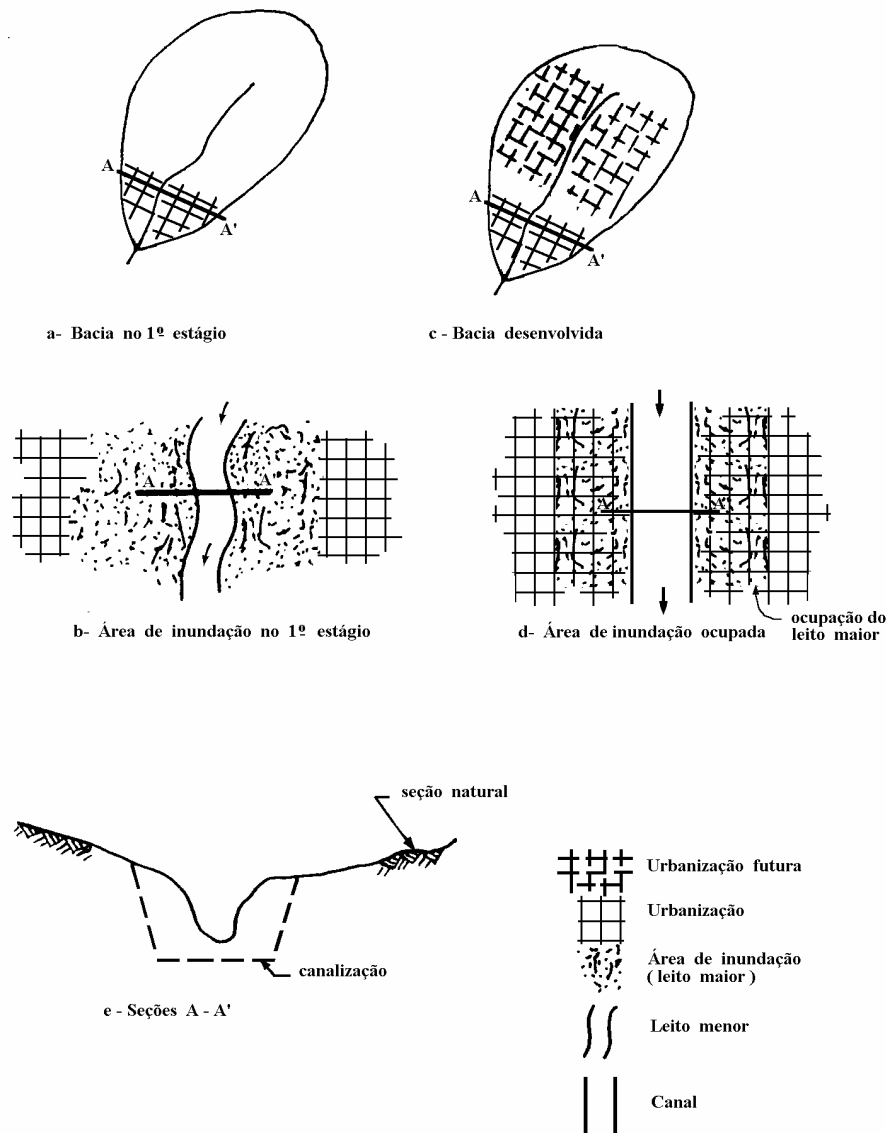 A
A'
a- Bacia no 1º estágio
A
A'
c - Bacia desenvolvida
A
A
b- Área de inundação no 1º estágio
A
A'
d- Área de inundação ocupada
ocupação do
leito maior
seção natural
canalização
e - Seções A - A'
Urbanização futura
Urbanização
Área de inundação
( leito maior )
Leito menor
Canal